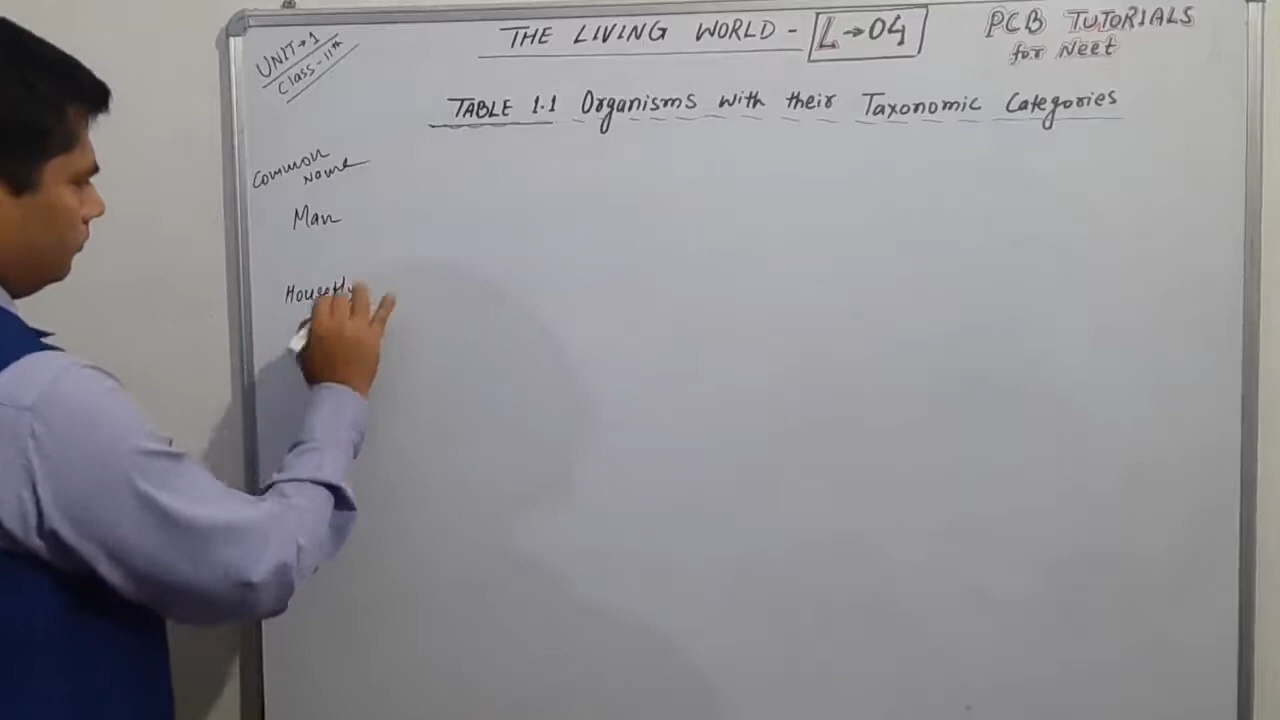 UNIT→1
Class-11th
THE LIVING WORLD - L→04
PCB TUTORIALS
for Neet
TABLE 1.1 Organisms with their Taxonomic Categories
Common
Name
Man
Housefly